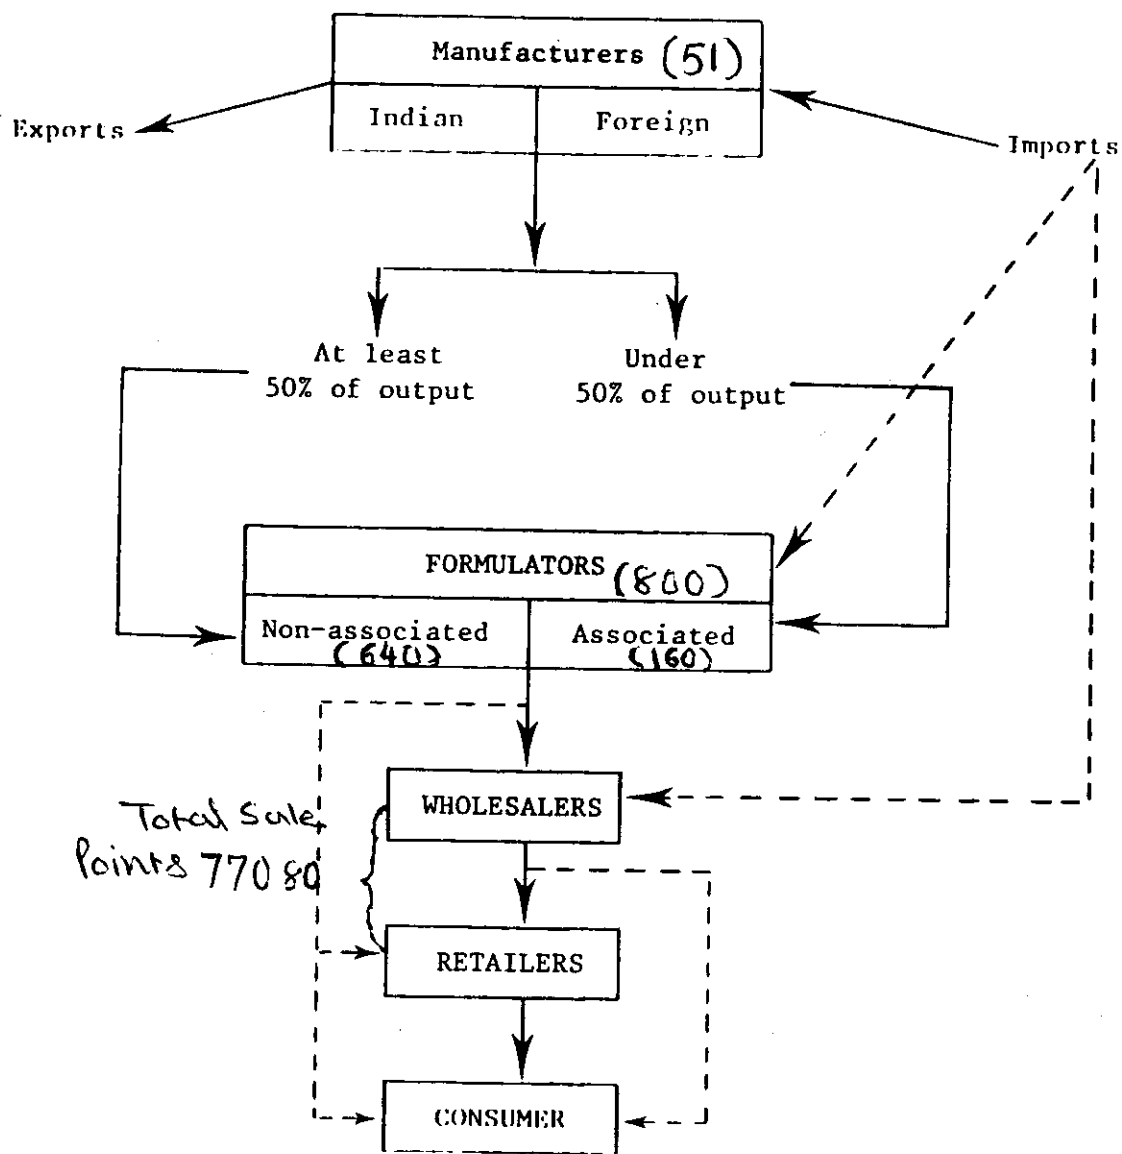 Manufacturers (51)
Indian
Foreign
Exports
Imports
At least
50% of output
Under
50% of output
FORMULATORS (800)
Non-associated
(640)
Associated
(160)
WHOLESALERS
Total Sale
Points 77080
RETAILERS
CONSUMER